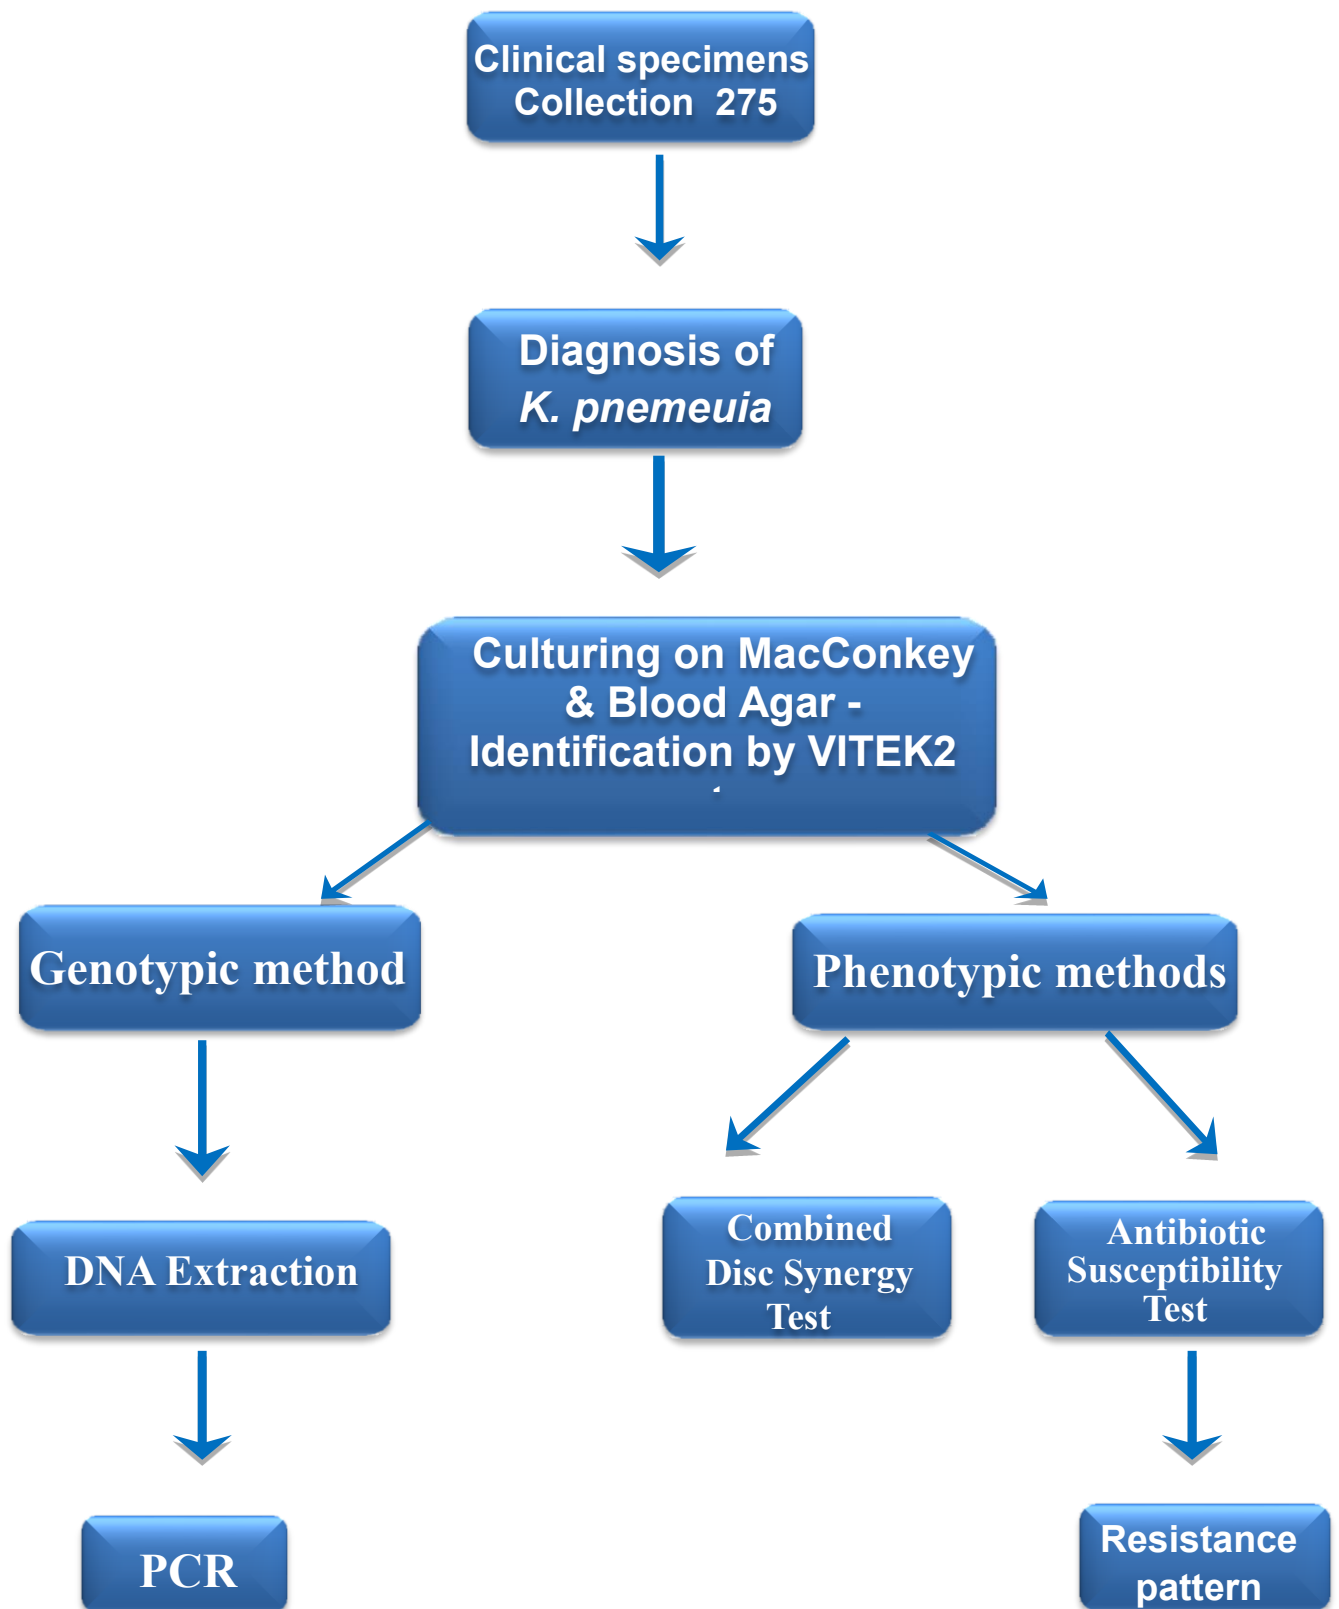 Clinical specimens
Collection 275
Diagnosis of
K. pnemeuia
Culturing on MacConkey
& Blood Agar -
Identification by VITEK2
Genotypic method
Phenotypic methods
DNA Extraction
Combined
Disc Synergy
Test
Antibiotic
Susceptibility
Test
PCR
Resistance
pattern